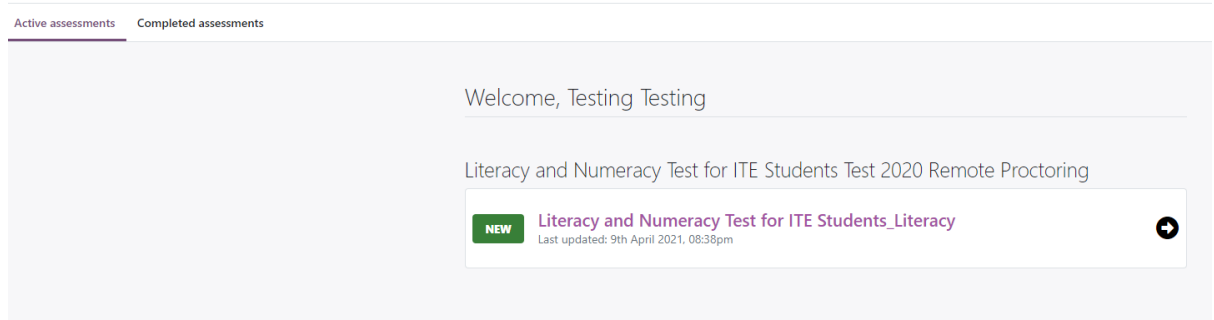 Active assessments Completed assessments
Welcome, Testing Testing
Literacy and Numeracy Test for ITE Students Test 2020 Remote Proctoring
NEW Literacy and Numeracy Test for ITE Students_Literacy
Last updated: 9th April 2021, 08:38pm